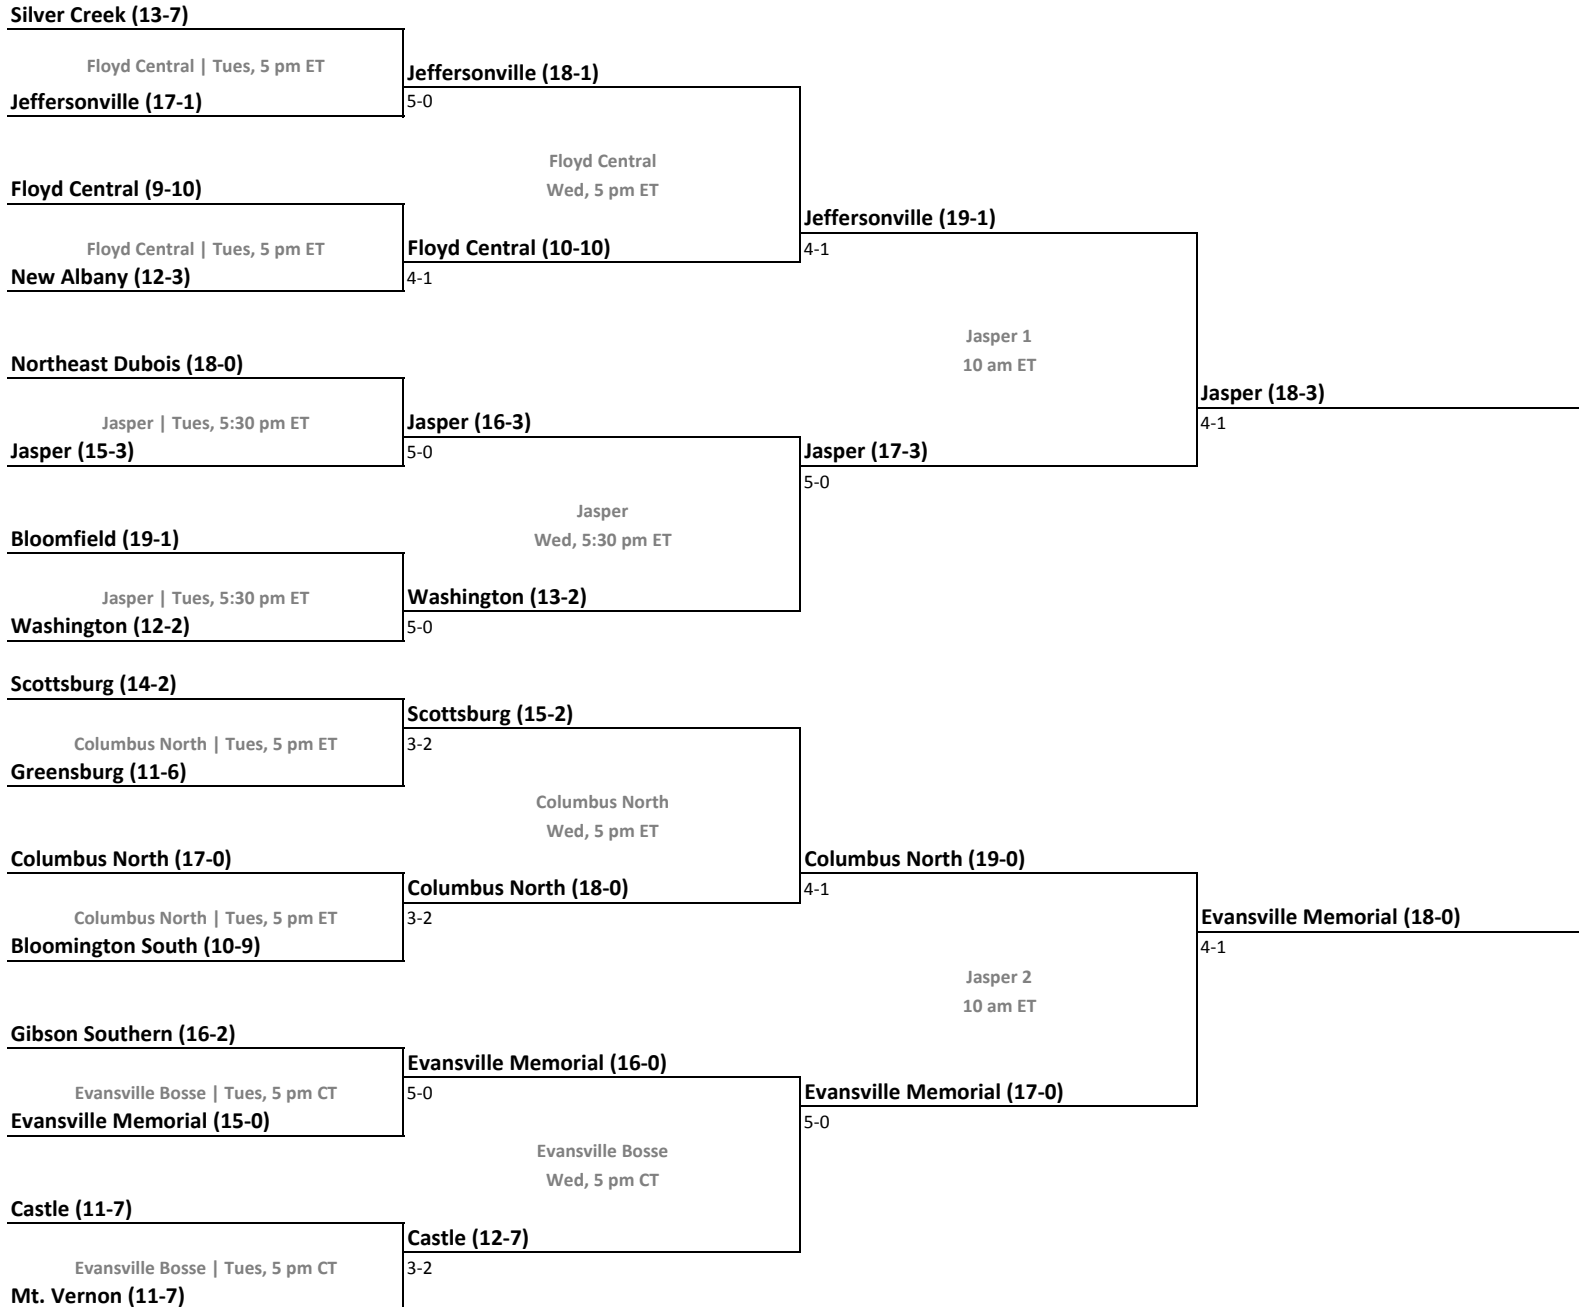 Silver Creek (13-7)
Floyd Central | Tues, 5 pm ET
Jeffersonville (17-1)
Jeffersonville (18-1)
5-0
Floyd Central
Wed, 5 pm ET
Floyd Central (9-10)
Floyd Central | Tues, 5 pm ET
New Albany (12-3)
Floyd Central (10-10)
4-1
Jeffersonville (19-1)
4-1
Jasper 1
10 am ET
Northeast Dubois (18-0)
Jasper | Tues, 5:30 pm ET
Jasper (15-3)
Jasper (16-3)
5-0
Jasper (17-3)
5-0
Jasper (18-3)
4-1
Jasper
Wed, 5:30 pm ET
Bloomfield (19-1)
Jasper | Tues, 5:30 pm ET
Washington (12-2)
Washington (13-2)
5-0
Scottsburg (14-2)
Columbus North | Tues, 5 pm ET
Greensburg (11-6)
Scottsburg (15-2)
3-2
Columbus North
Wed, 5 pm ET
Columbus North (17-0)
Columbus North | Tues, 5 pm ET
Bloomington South (10-9)
Columbus North (18-0)
3-2
Columbus North (19-0)
4-1
Jasper 2
10 am ET
Evansville Memorial (18-0)
4-1
Gibson Southern (16-2)
Evansville Bosse | Tues, 5 pm CT
Evansville Memorial (15-0)
Evansville Memorial (16-0)
5-0
Evansville Memorial (17-0)
5-0
Evansville Bosse
Wed, 5 pm CT
Castle (11-7)
Evansville Bosse | Tues, 5 pm CT
Mt. Vernon (11-7)
Castle (12-7)
3-2